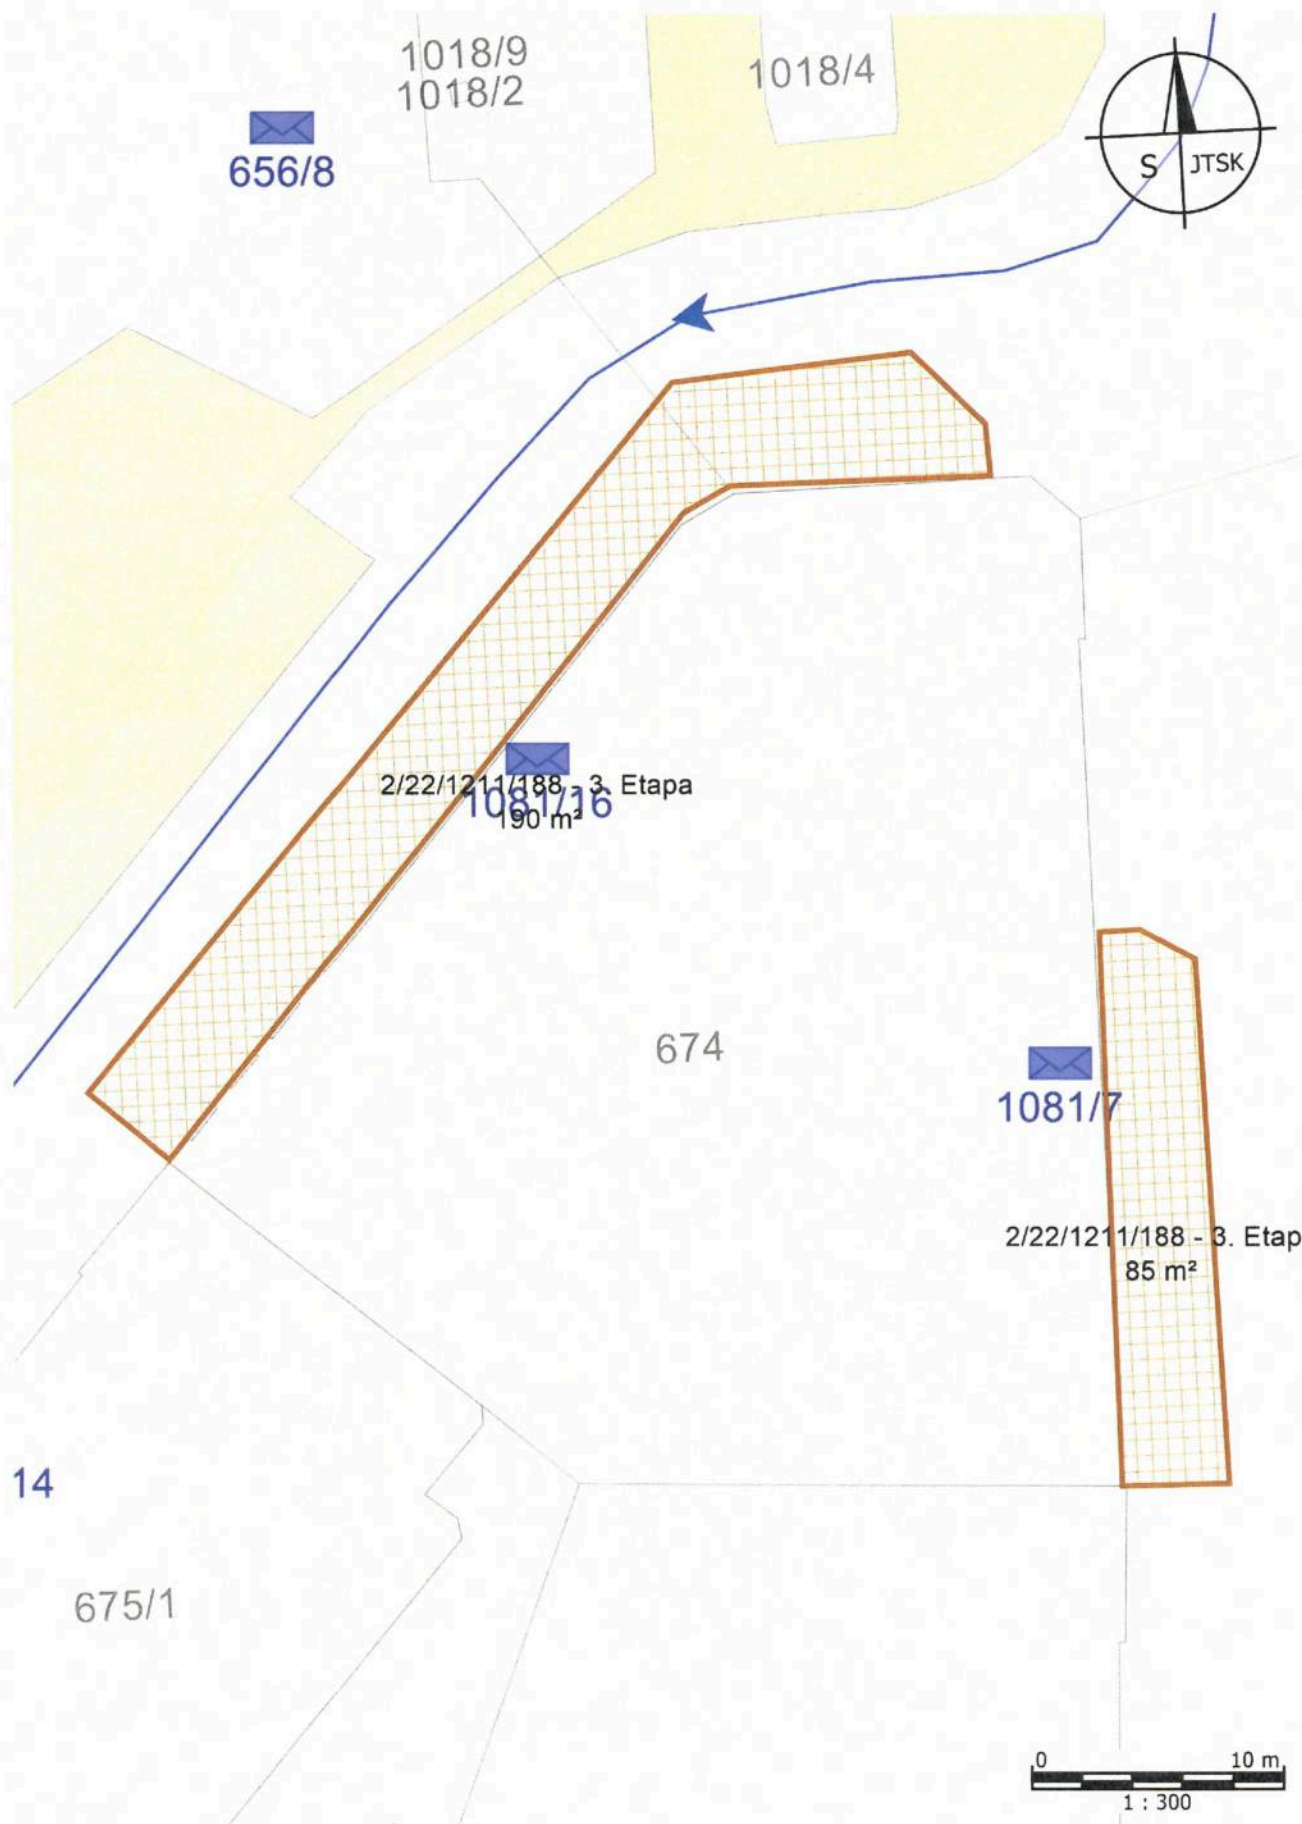 1018/9
1018/2
1018/4
656/8
S JTSK
2/22/1211/188 - 3. Etapa
1081/16
190 m²
674
1081/7
2/22/1211/188 - 3. Etap
85 m²
14
675/1
0 10 m
1 : 300